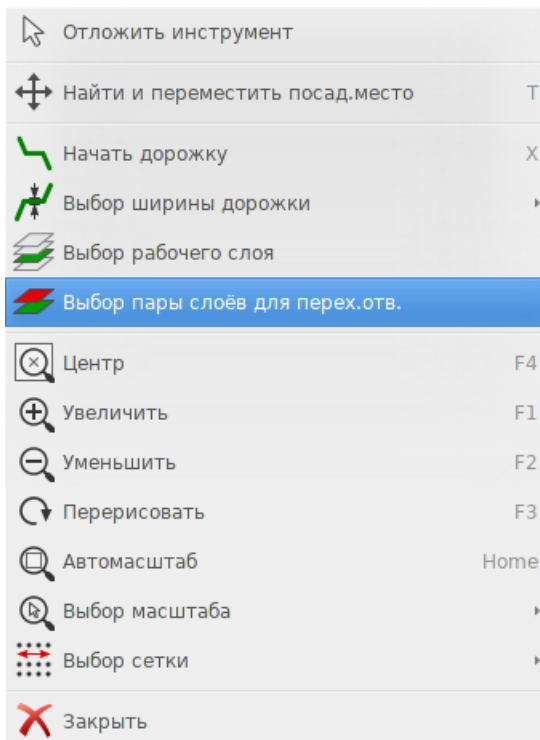 Отложить инструмент
Найти и переместить посад.место T
Начать дорожку X
Выбор ширины дорожки
Выбор рабочего слоя
Выбор пары слоёв для перех.отв.
Центр F4
Увеличить F1
Уменьшить F2
Перерисовать F3
Автомасштаб Home
Выбор масштаба
Выбор сетки
Закрыть